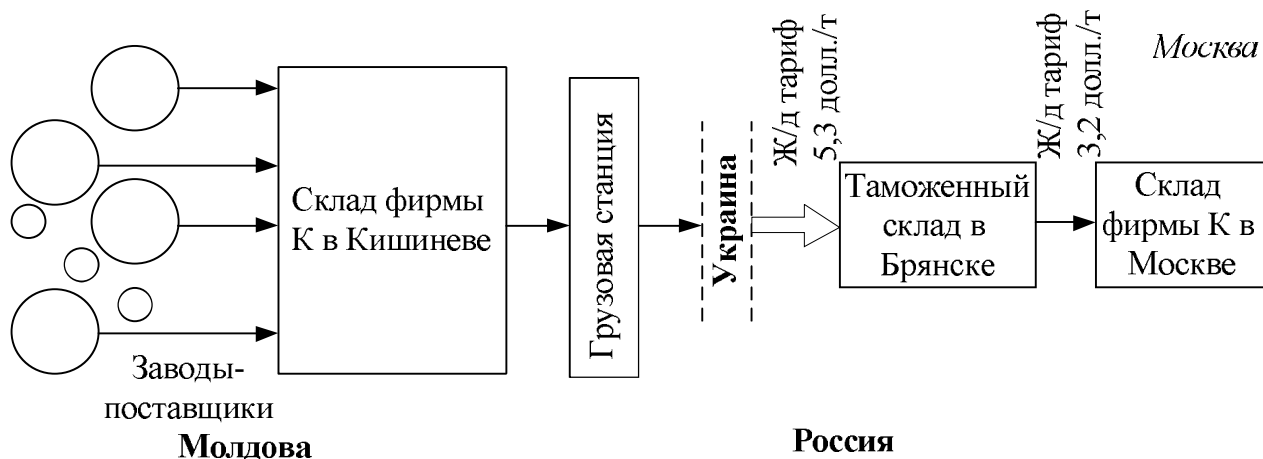 Заводы-
поставщики
Молдова
Склад фирмы
К в Кишиневе
Грузовая станция
Украина
Ж/д тариф
5,3 долл./т
Таможенный
склад в
Брянске
Ж/д тариф
3,2 долл./т
Москва
Склад
фирмы К в
Москве
Россия